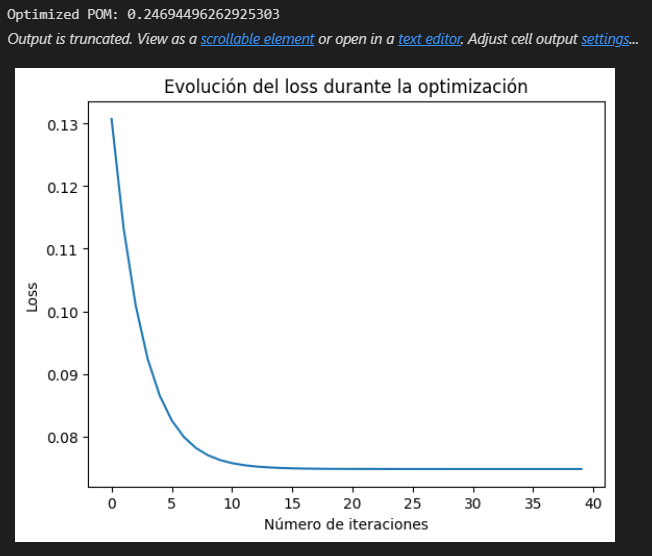 Optimized POM: 0.24694496262925303
Output is truncated. View as a scrollable element or open in a text editor. Adjust cell output settings...
Evolución del loss durante la optimización
0.13
0.12
0.11
0.10
0.09
0.08
Loss
0 5 10 15 20 25 30 35 40
Número de iteraciones